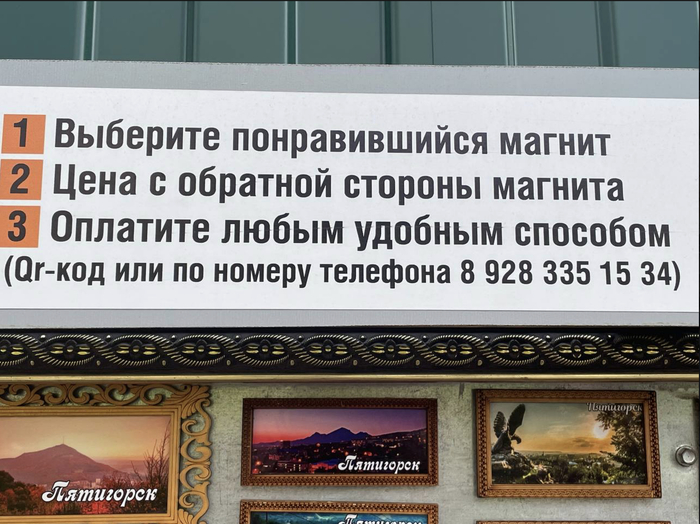 1 Выберите понравившийся магнит
2 Цена с обратной стороны магнита
3 Оплатите любым удобным способом
(Qr-код или по номеру телефона 8 928 335 15 34)
Пятигорск
Пятигорск
Пятигорск
Пятигорск